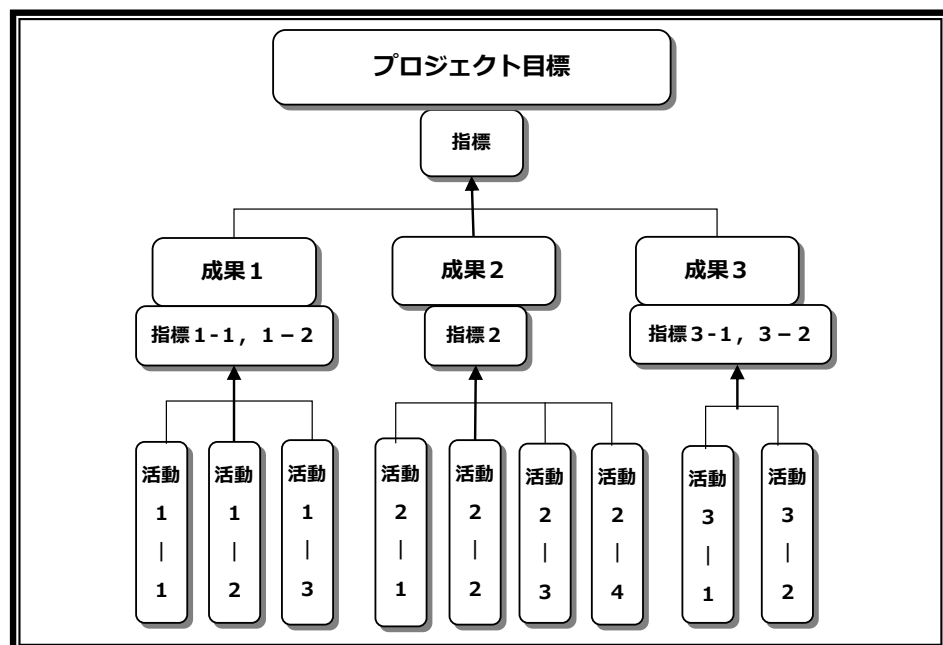 プロジェクト目標
指標
成果1
成果2
成果3
指標1-1, 1-2
指標2
指標3-1, 3-2
活動1|1
活動1|2
活動1|3
活動2|1
活動2|2
活動2|3
活動2|4
活動3|1
活動3|2